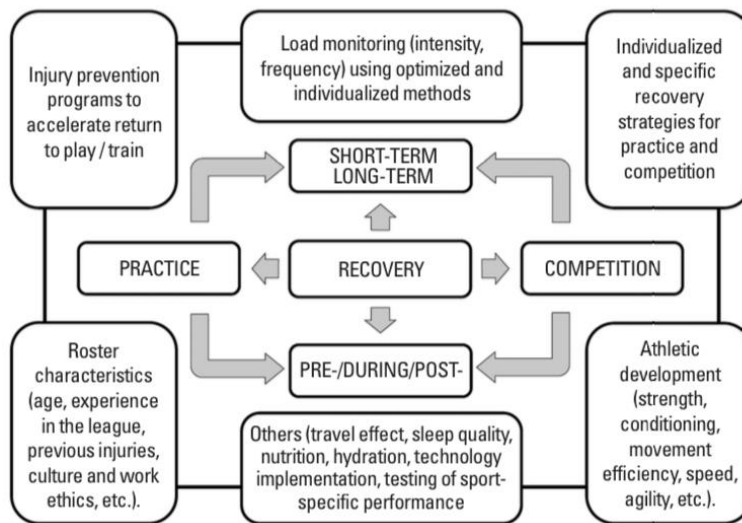 Injury prevention
programs to
accelerate return
to play / train
Load monitoring (intensity,
frequency) using optimized and
individualized methods
Individualized
and specific
recovery
strategies for
practice and
competition
SHORT-TERM
LONG-TERM
PRACTICE
RECOVERY
COMPETITION
PRE-/DURING/POST-
Roster
characteristics
(age, experience
in the league,
previous injuries,
culture and work
ethics, etc.).
Others (travel effect, sleep quality,
nutrition, hydration, technology
implementation, testing of sport-
specific performance
Athletic
development
(strength,
conditioning,
movement
efficiency, speed,
agility, etc.).